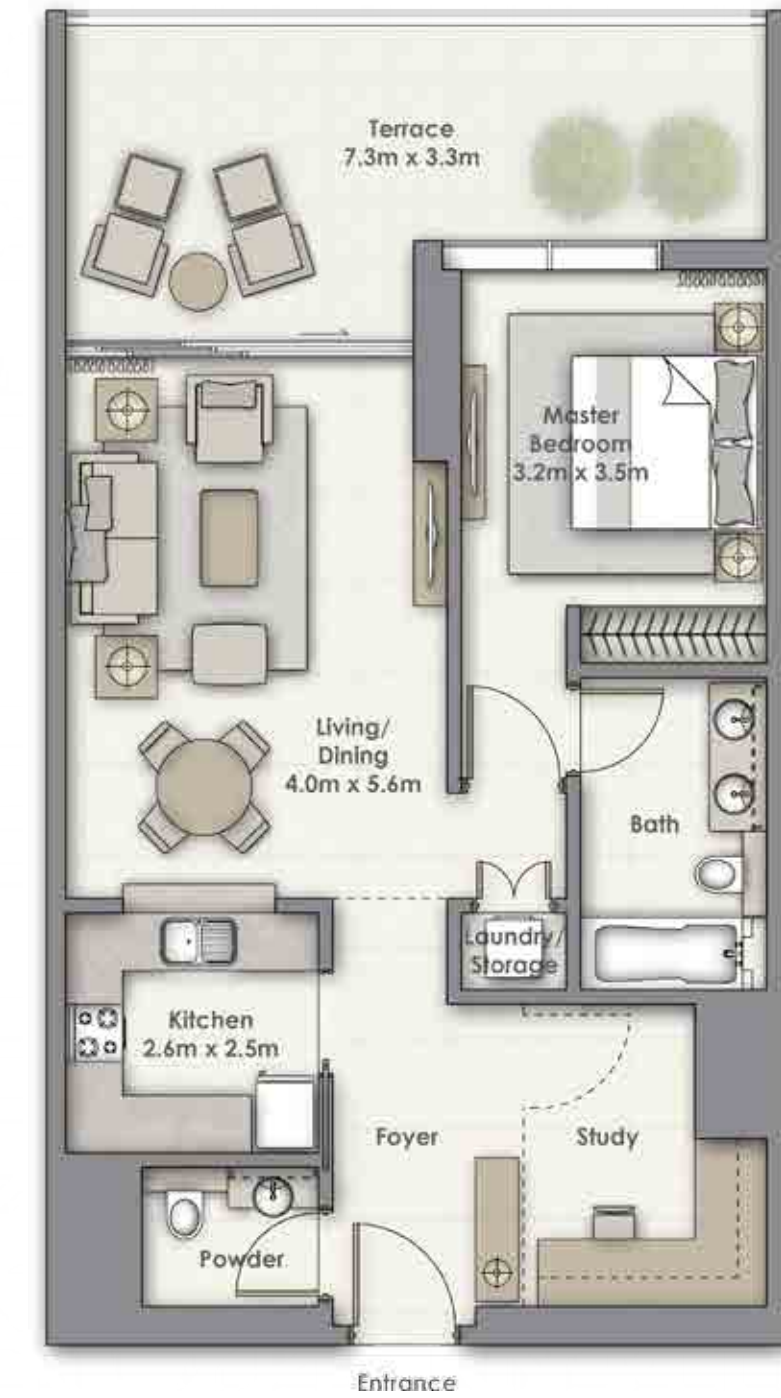 Terrace
7.3m x 3.3m
Master
Bedroom
3.2m x 3.5m
Living/
Dining
4.0m x 5.6m
Bath
Laundry/
Storage
Kitchen
2.6m x 2.5m
Foyer
Study
Powder
Entrance